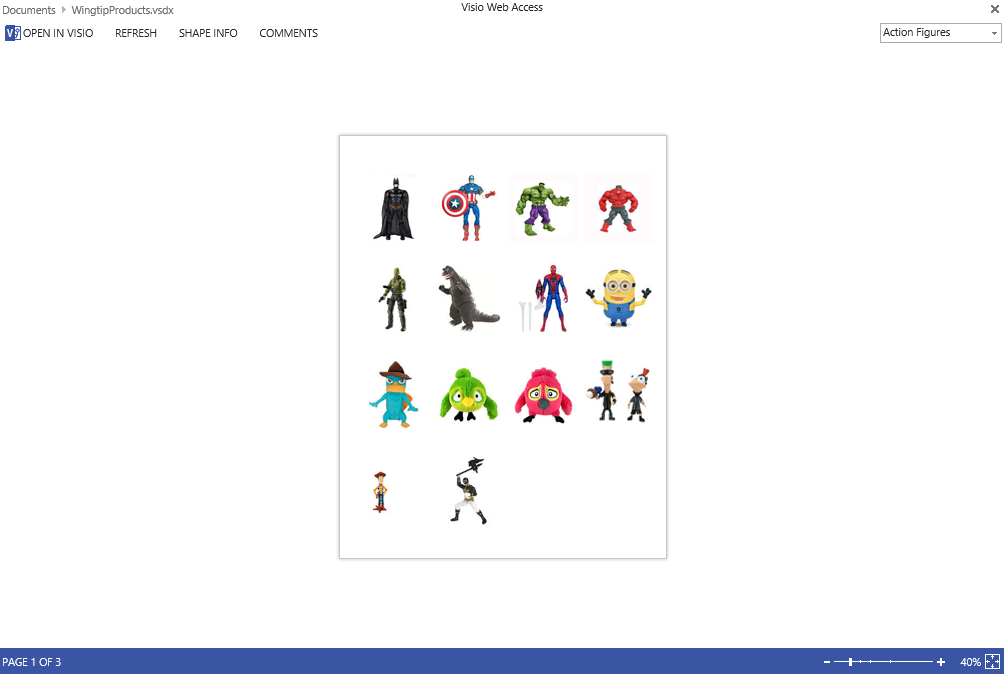 Documents WingtipProducts.vsdx
Visio Web Access
OPEN IN VISIO REFRESH SHAPE INFO COMMENTS
Action Figures
PAGE 1 OF 3
40%